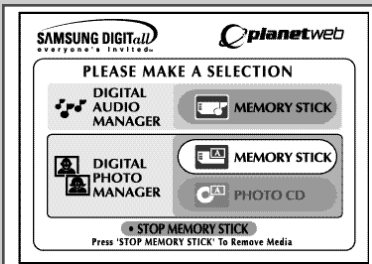 SAMSUNG DIGITall
everyone's invited™
planetweb
PLEASE MAKE A SELECTION
DIGITAL
AUDIO
MANAGER
MEMORY STICK
DIGITAL
PHOTO
MANAGER
MEMORY STICK
PHOTO CD
• STOP MEMORY STICK
Press 'STOP MEMORY STICK' To Remove Media